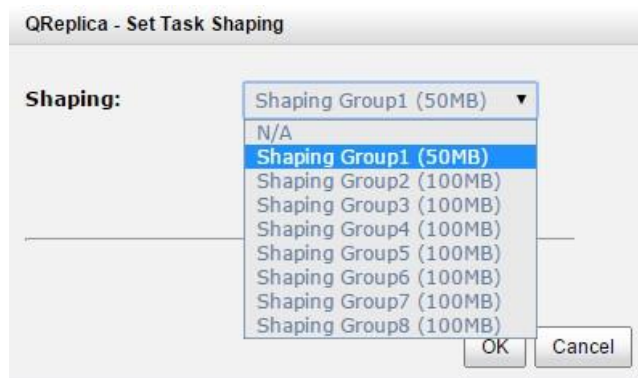 QReplica - Set Task Shaping
Shaping:
Shaping Group1 (50MB)
N/A
Shaping Group1 (50MB)
Shaping Group2 (100MB)
Shaping Group3 (100MB)
Shaping Group4 (100MB)
Shaping Group5 (100MB)
Shaping Group6 (100MB)
Shaping Group7 (100MB)
Shaping Group8 (100MB)
OK
Cancel